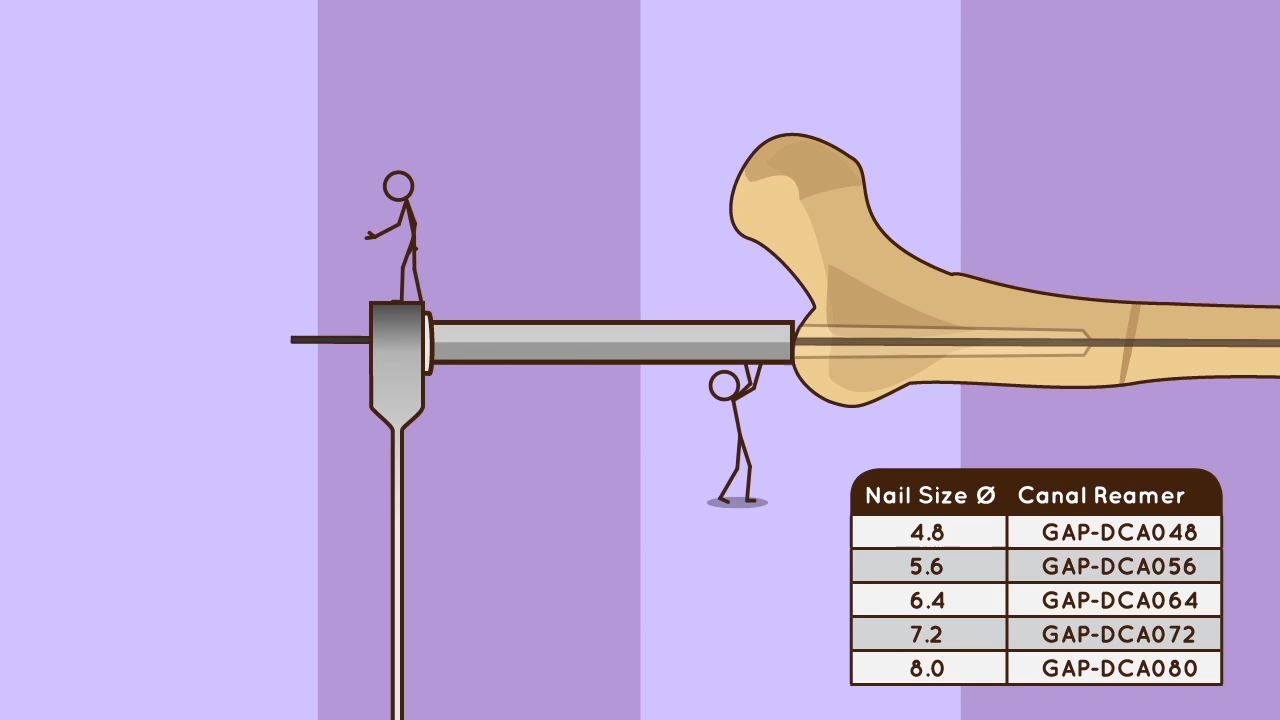 Nail Size Ø Canal Reamer
4.8 GAP-DCA048
5.6 GAP-DCA056
6.4 GAP-DCA064
7.2 GAP-DCA072
8.0 GAP-DCA080